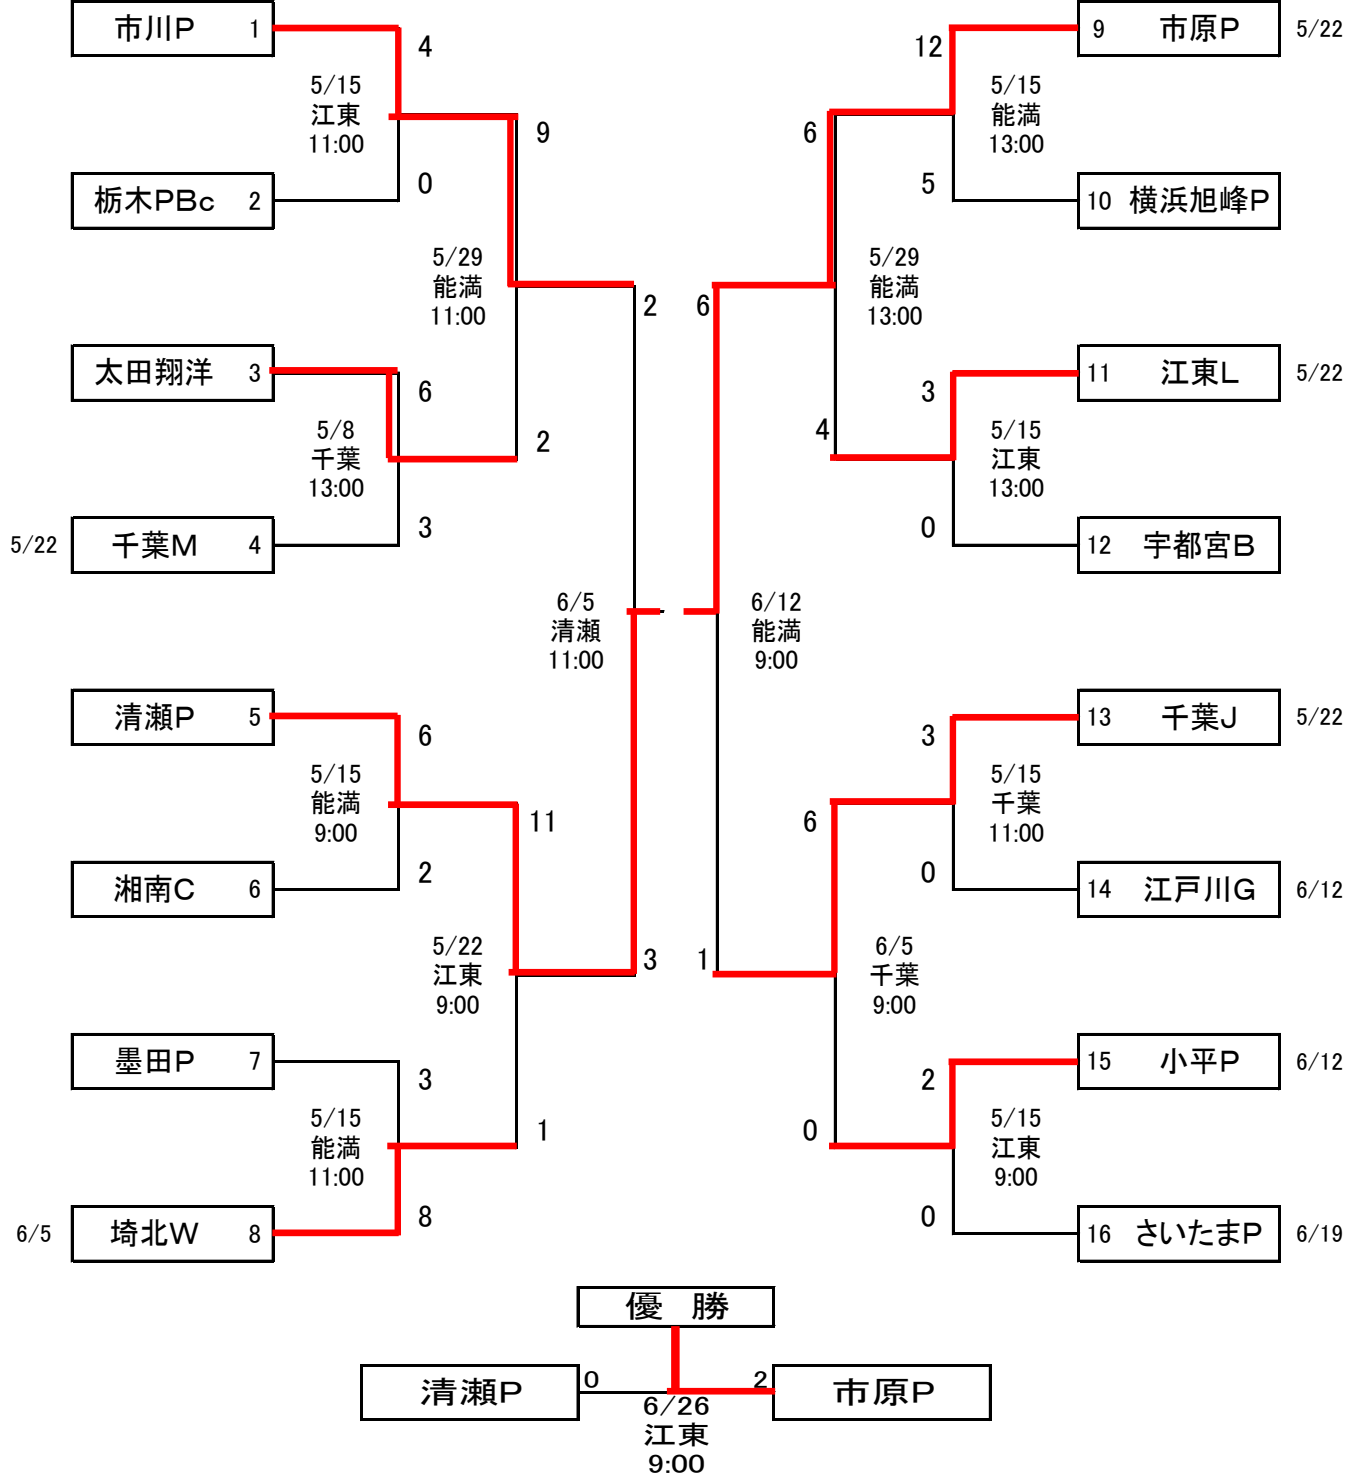 市川P 1
4
5/15
江東
11:00
9
0
栃木PBc 2
5/29
能満
11:00
2
太田翔洋 3
6
5/8
千葉
13:00
2
3
5/22 千葉M 4
6/5
清瀬
11:00
清瀬P 5
6
5/15
能満
9:00
11
2
湘南C 6
5/22
江東
9:00
3
墨田P 7
3
5/15
能満
11:00
1
8
6/5 埼北W 8
9 市原P 5/22
12
5/15
能満
13:00
6
5
10 横浜旭峰P
5/29
能満
13:00
6
11 江東L 5/22
3
5/15
江東
13:00
4
0
12 宇都宮B
6/12
能満
9:00
13 千葉J 5/22
3
5/15
千葉
11:00
6
0
14 江戸川G 6/12
6/5
千葉
9:00
1
15 小平P 6/12
2
5/15
江東
9:00
0
0
16 さいたまP 6/19
優 勝
清瀬P 0 2 市原P
6/26
江東
9:00